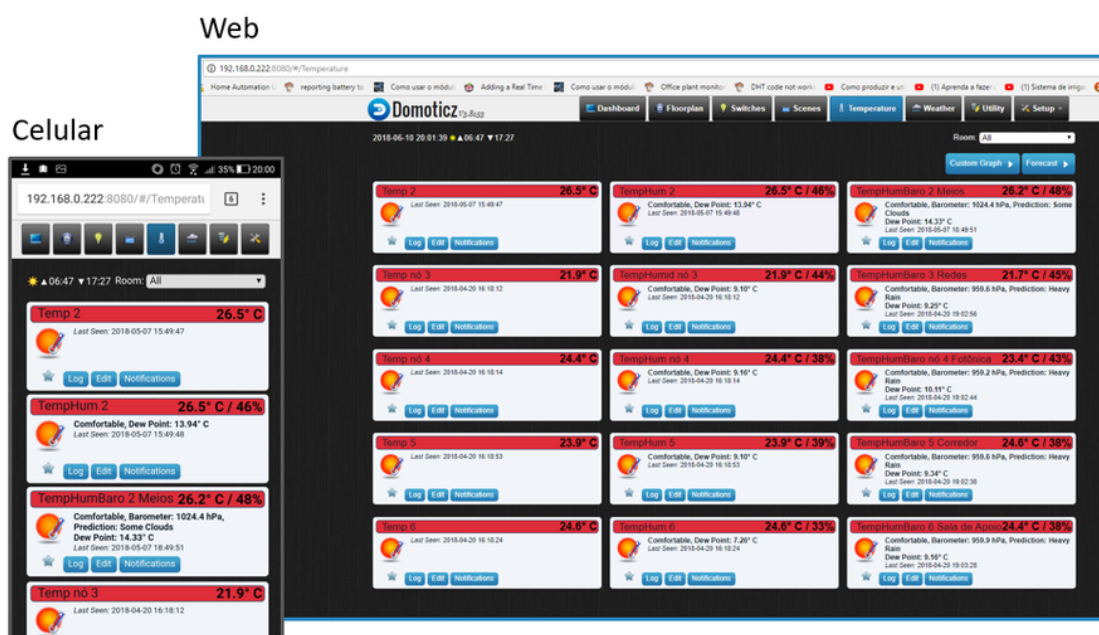 Web
192.168.0.222:8080/#/Temperature
Home Automation
reporting battery to
Como usar o módul
Adding a Real Time
Como usar o módul
Office plant monitor
DHT code not work
Como produzir e uti
(1) Aprenda a fazer
(1) Sistema de irriga
Domoticz V3.8153
Dashboard
Floorplan
Switches
Scenes
Temperature
Weather
Utility
Setup
2018-06-10 20:01:39 ▲06:47 ▼17:27
Room: All
Custom Graph
Forecast
Temp 2 26.5° C
Last Seen: 2018-05-07 15:49:47
Log Edit Notifications
TempHum 2 26.5° C / 46%
Comfortable, Dew Point: 13.94° C
Last Seen: 2018-05-07 15:49:48
Log Edit Notifications
TempHumBaro 2 Meios 26.2° C / 48%
Comfortable, Barometer: 1024.4 hPa, Prediction: Some
Clouds
Dew Point: 14.33° C
Last Seen: 2018-05-07 18:49:51
Log Edit Notifications
Temp nó 3 21.9° C
Last Seen: 2018-04-20 16:18:12
Log Edit Notifications
TempHumid nó 3 21.9° C / 44%
Comfortable, Dew Point: 9.10° C
Last Seen: 2018-04-20 16:18:12
Log Edit Notifications
TempHumBaro 3 Redes 21.7° C / 45%
Comfortable, Barometer: 959.6 hPa, Prediction: Heavy
Rain
Dew Point: 9.25° C
Last Seen: 2018-04-20 19:02:56
Log Edit Notifications
Temp nó 4 24.4° C
Last Seen: 2018-04-20 16:18:14
Log Edit Notifications
TempHum nó 4 24.4° C / 38%
Comfortable, Dew Point: 9.16° C
Last Seen: 2018-04-20 16:18:14
Log Edit Notifications
TempHumBaro nó 4 Fotônica 23.4° C / 43%
Comfortable, Barometer: 959.2 hPa, Prediction: Heavy
Rain
Dew Point: 10.11° C
Last Seen: 2018-04-20 19:02:44
Log Edit Notifications
Temp 5 23.9° C
Last Seen: 2018-04-20 16:18:53
Log Edit Notifications
TempHum 5 23.9° C / 39%
Comfortable, Dew Point: 9.10° C
Last Seen: 2018-04-20 16:18:53
Log Edit Notifications
TempHumBaro 5 Corredor 24.6° C / 38%
Comfortable, Barometer: 959.6 hPa, Prediction: Heavy
Rain
Dew Point: 9.34° C
Last Seen: 2018-04-20 19:02:38
Log Edit Notifications
Temp 6 24.6° C
Last Seen: 2018-04-20 16:18:24
Log Edit Notifications
TempHum 6 24.6° C / 33%
Comfortable, Dew Point: 7.26° C
Last Seen: 2018-04-20 16:18:24
Log Edit Notifications
TempHumBaro 6 Sala de Apoio 24.4° C / 38%
Comfortable, Barometer: 959.9 hPa, Prediction: Heavy
Rain
Dew Point: 9.16° C
Last Seen: 2018-04-20 19:03:28
Log Edit Notifications
Celular
35% 20:00
192.168.0.222:8080/#/Temperatu
6
▲06:47 ▼17:27 Room: All
Temp 2 26.5° C
Last Seen: 2018-05-07 15:49:47
Log Edit Notifications
TempHum 2 26.5° C / 46%
Comfortable, Dew Point: 13.94° C
Last Seen: 2018-05-07 15:49:48
Log Edit Notifications
TempHumBaro 2 Meios 26.2° C / 48%
Comfortable, Barometer: 1024.4 hPa,
Prediction: Some Clouds
Dew Point: 14.33° C
Last Seen: 2018-05-07 18:49:51
Log Edit Notifications
Temp nó 3 21.9° C
Last Seen: 2018-04-20 16:18:12